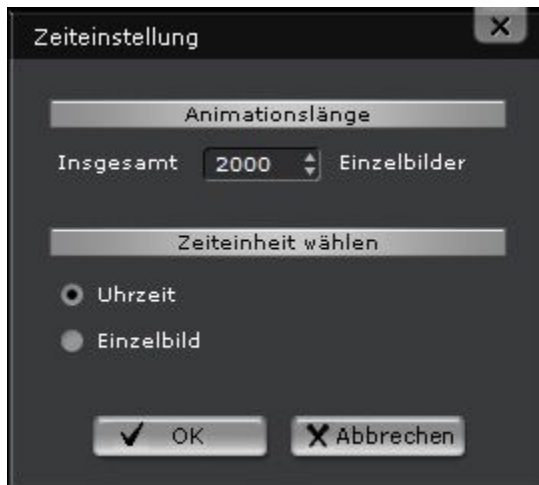 Zeiteinstellung
Animationslänge
Insgesamt 2000 Einzelbilder
Zeiteinheit wählen
Uhrzeit
Einzelbild
OK Abbrechen